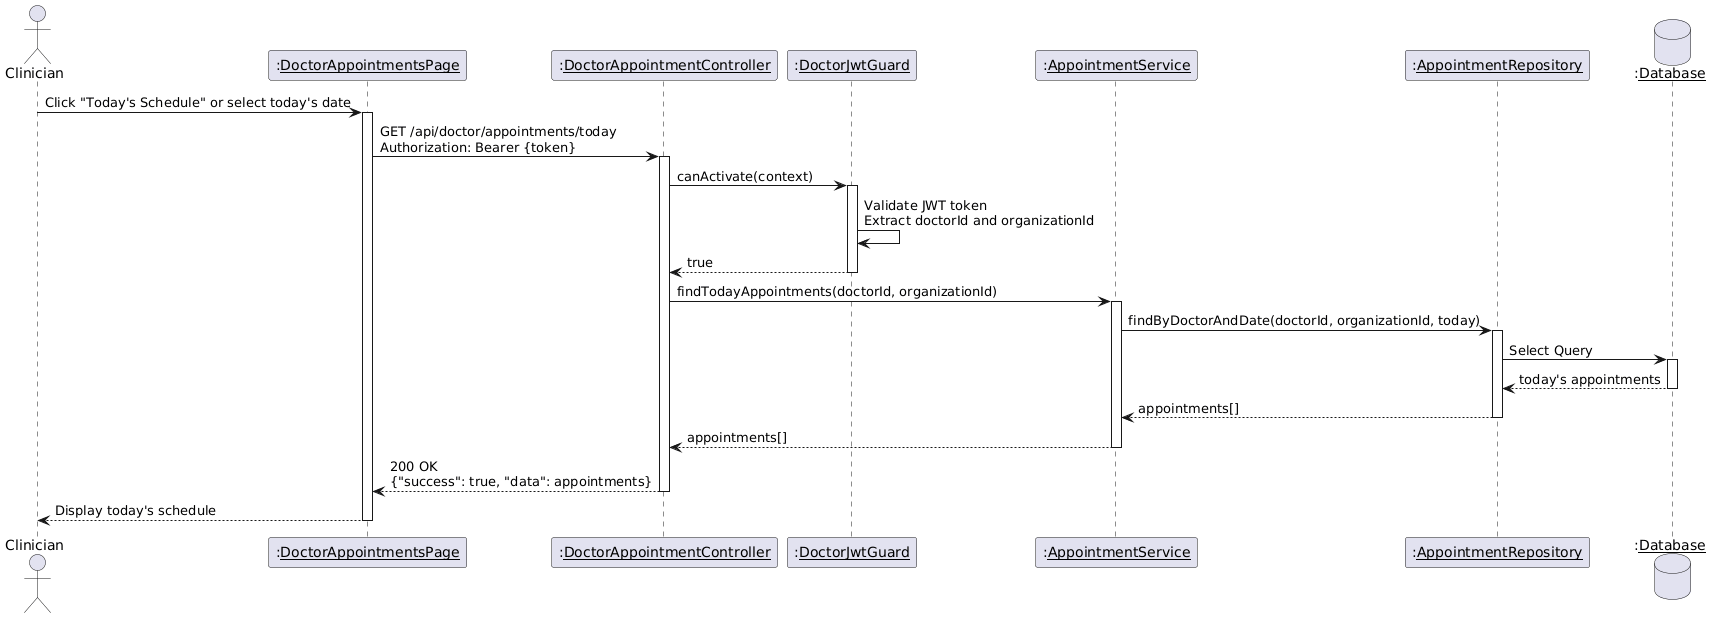 Clinician
:DoctorAppointmentsPage
:DoctorAppointmentController
:DoctorJwtGuard
:AppointmentService
:AppointmentRepository
:Database
Click "Today's Schedule" or select today's date
GET /api/doctor/appointments/today
Authorization: Bearer {token}
canActivate(context)
Validate JWT token
Extract doctorId and organizationId
true
findTodayAppointments(doctorId, organizationId)
findByDoctorAndDate(doctorId, organizationId, today)
Select Query
today's appointments
appointments[]
appointments[]
200 OK
{"success": true, "data": appointments}
Display today's schedule
Clinician
:DoctorAppointmentsPage
:DoctorAppointmentController
:DoctorJwtGuard
:AppointmentService
:AppointmentRepository
:Database